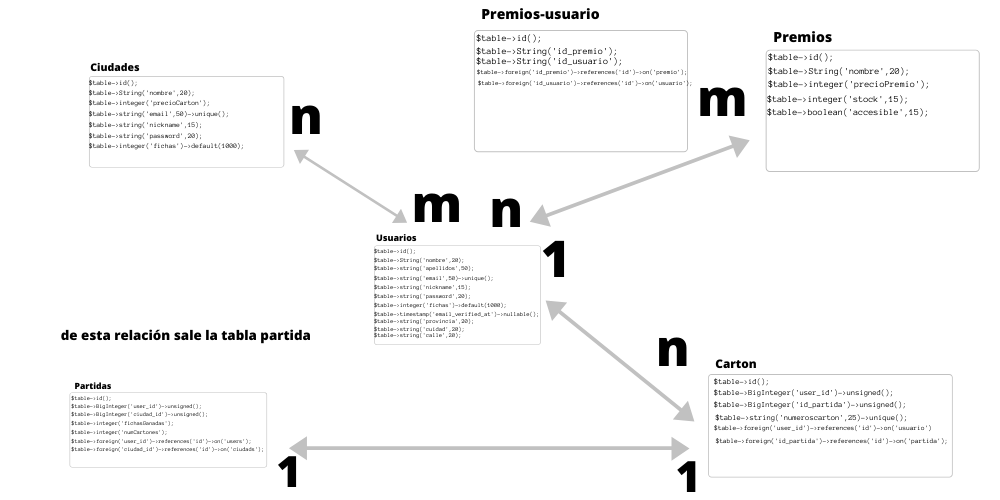 Premios-usuario
$table->id();
$table->String('id_premio');
$table->String('id_usuario');
$table->foreign('id_premio')->references('id')->on('premio');
$table->foreign('id_usuario')->references('id')->on('usuario');
Premios
$table->id();
$table->String('nombre',20);
$table->integer('precioPremio');
$table->integer('stock',15);
$table->boolean('accesible',15);
Ciudades
$table->id();
$table->String('nombre',20);
$table->integer('precioCarton');
$table->string('email',50)->unique();
$table->string('nickname',15);
$table->string('password',20);
$table->integer('fichas')->default(1000);
n
m
m
n
Usuarios
$table->id();
$table->String('nombre',20);
$table->string('apellidos',50);
$table->string('email',50)->unique();
$table->string('nickname',15);
$table->string('password',20);
$table->integer('fichas')->default(1000);
$table->timestamp('email_verified_at')->nullable();
$table->string('provincia',20);
$table->string('cuidad',20);
$table->string('calle',20);
1
n
de esta relación sale la tabla partida
Partidas
$table->id();
$table->BigInteger('user_id')->unsigned();
$table->BigInteger('ciudad_id')->unsigned();
$table->integer('fichasGanadas');
$table->integer('numCartones');
$table->foreign('user_id')->references('id')->on('users');
$table->foreign('ciudad_id')->references('id')->on('ciudads');
Carton
$table->id();
$table->BigInteger('user_id')->unsigned();
$table->BigInteger('id_partida')->unsigned();
$table->string('numeroscarton',25)->unique();
$table->foreign('user_id')->references('id')->on('usuario')
$table->foreign('id_partida')->references('id')->on('partida');
1
1